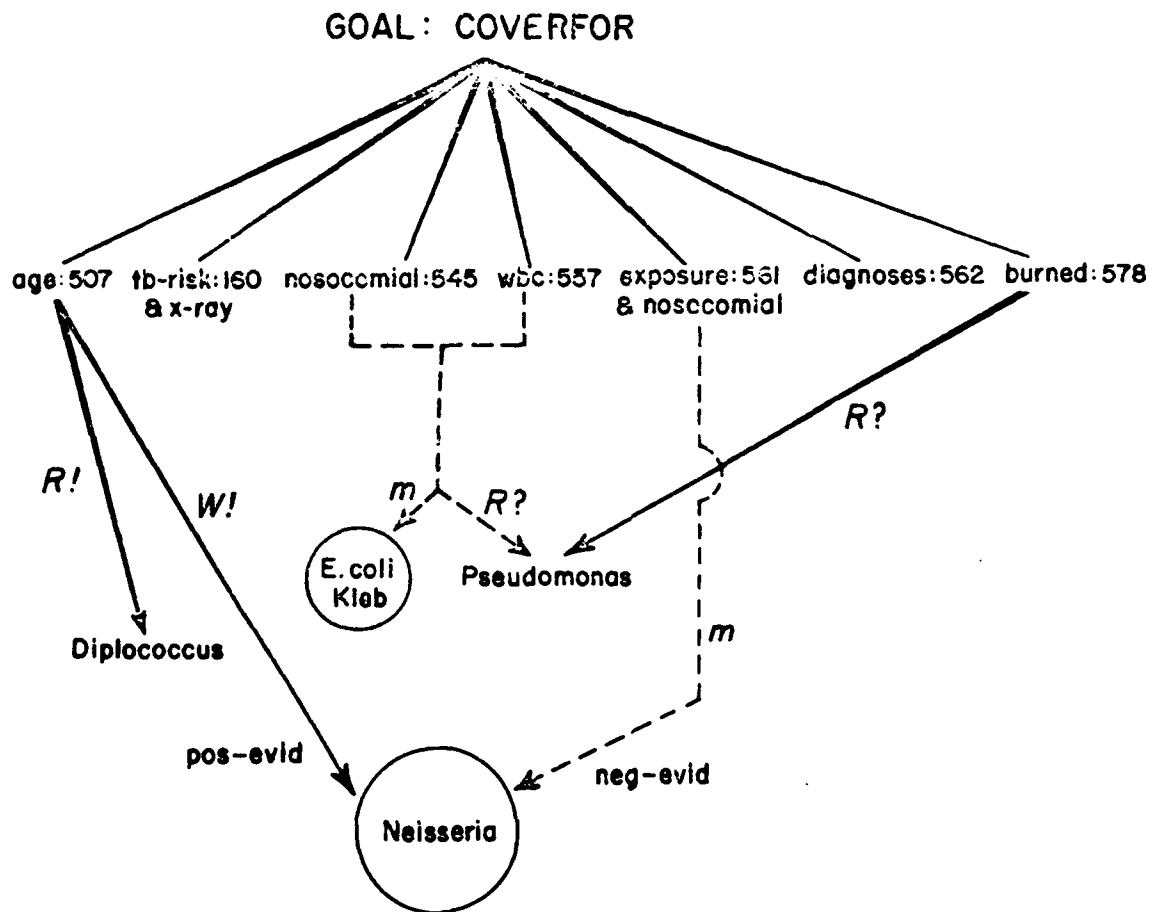 GOAL: COVERFOR
age:507 tb-risk:160 nosoccmial:545 wbc:557 exposure:561 diagnoses:562 burned:578
& x-ray & nosocomial
R?
R! W! m R?
E. coli Pseudomonas
Kleb
m
Diplococcus
pos-evid neg-evid
Neisseria